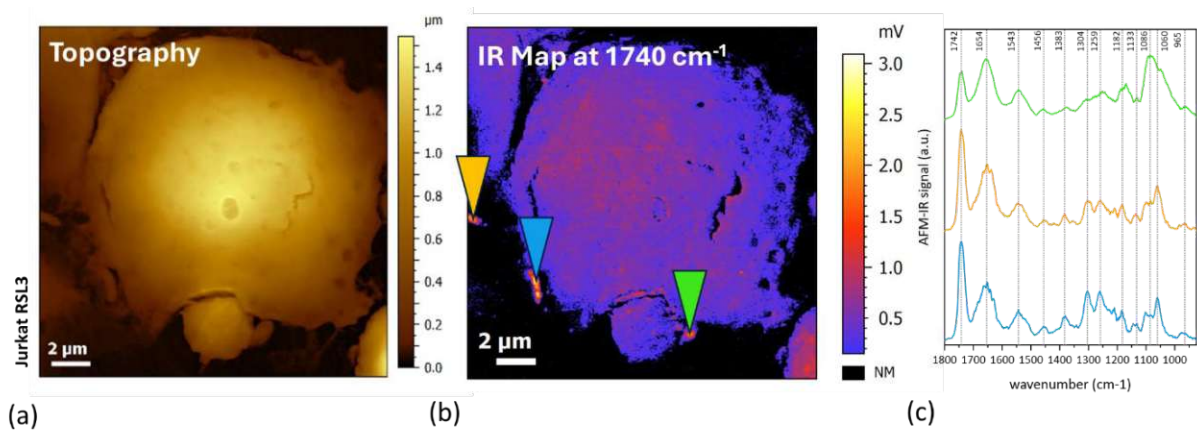 Jurkat RSL3
Topography
2 µm
µm
1.4
1.2
1.0
0.8
0.6
0.4
0.2
0.0
(a)
IR Map at 1740 cm⁻¹
2 µm
mV
3.0
2.5
2.0
1.5
1.0
0.5
NM
(b)
1742
1654
1543
1456
1383
1304
1259
1182
1133
1086
1060
965
AFM-IR signal (a.u.)
1800 1700 1600 1500 1400 1300 1200 1100 1000
wavenumber (cm-1)
(c)